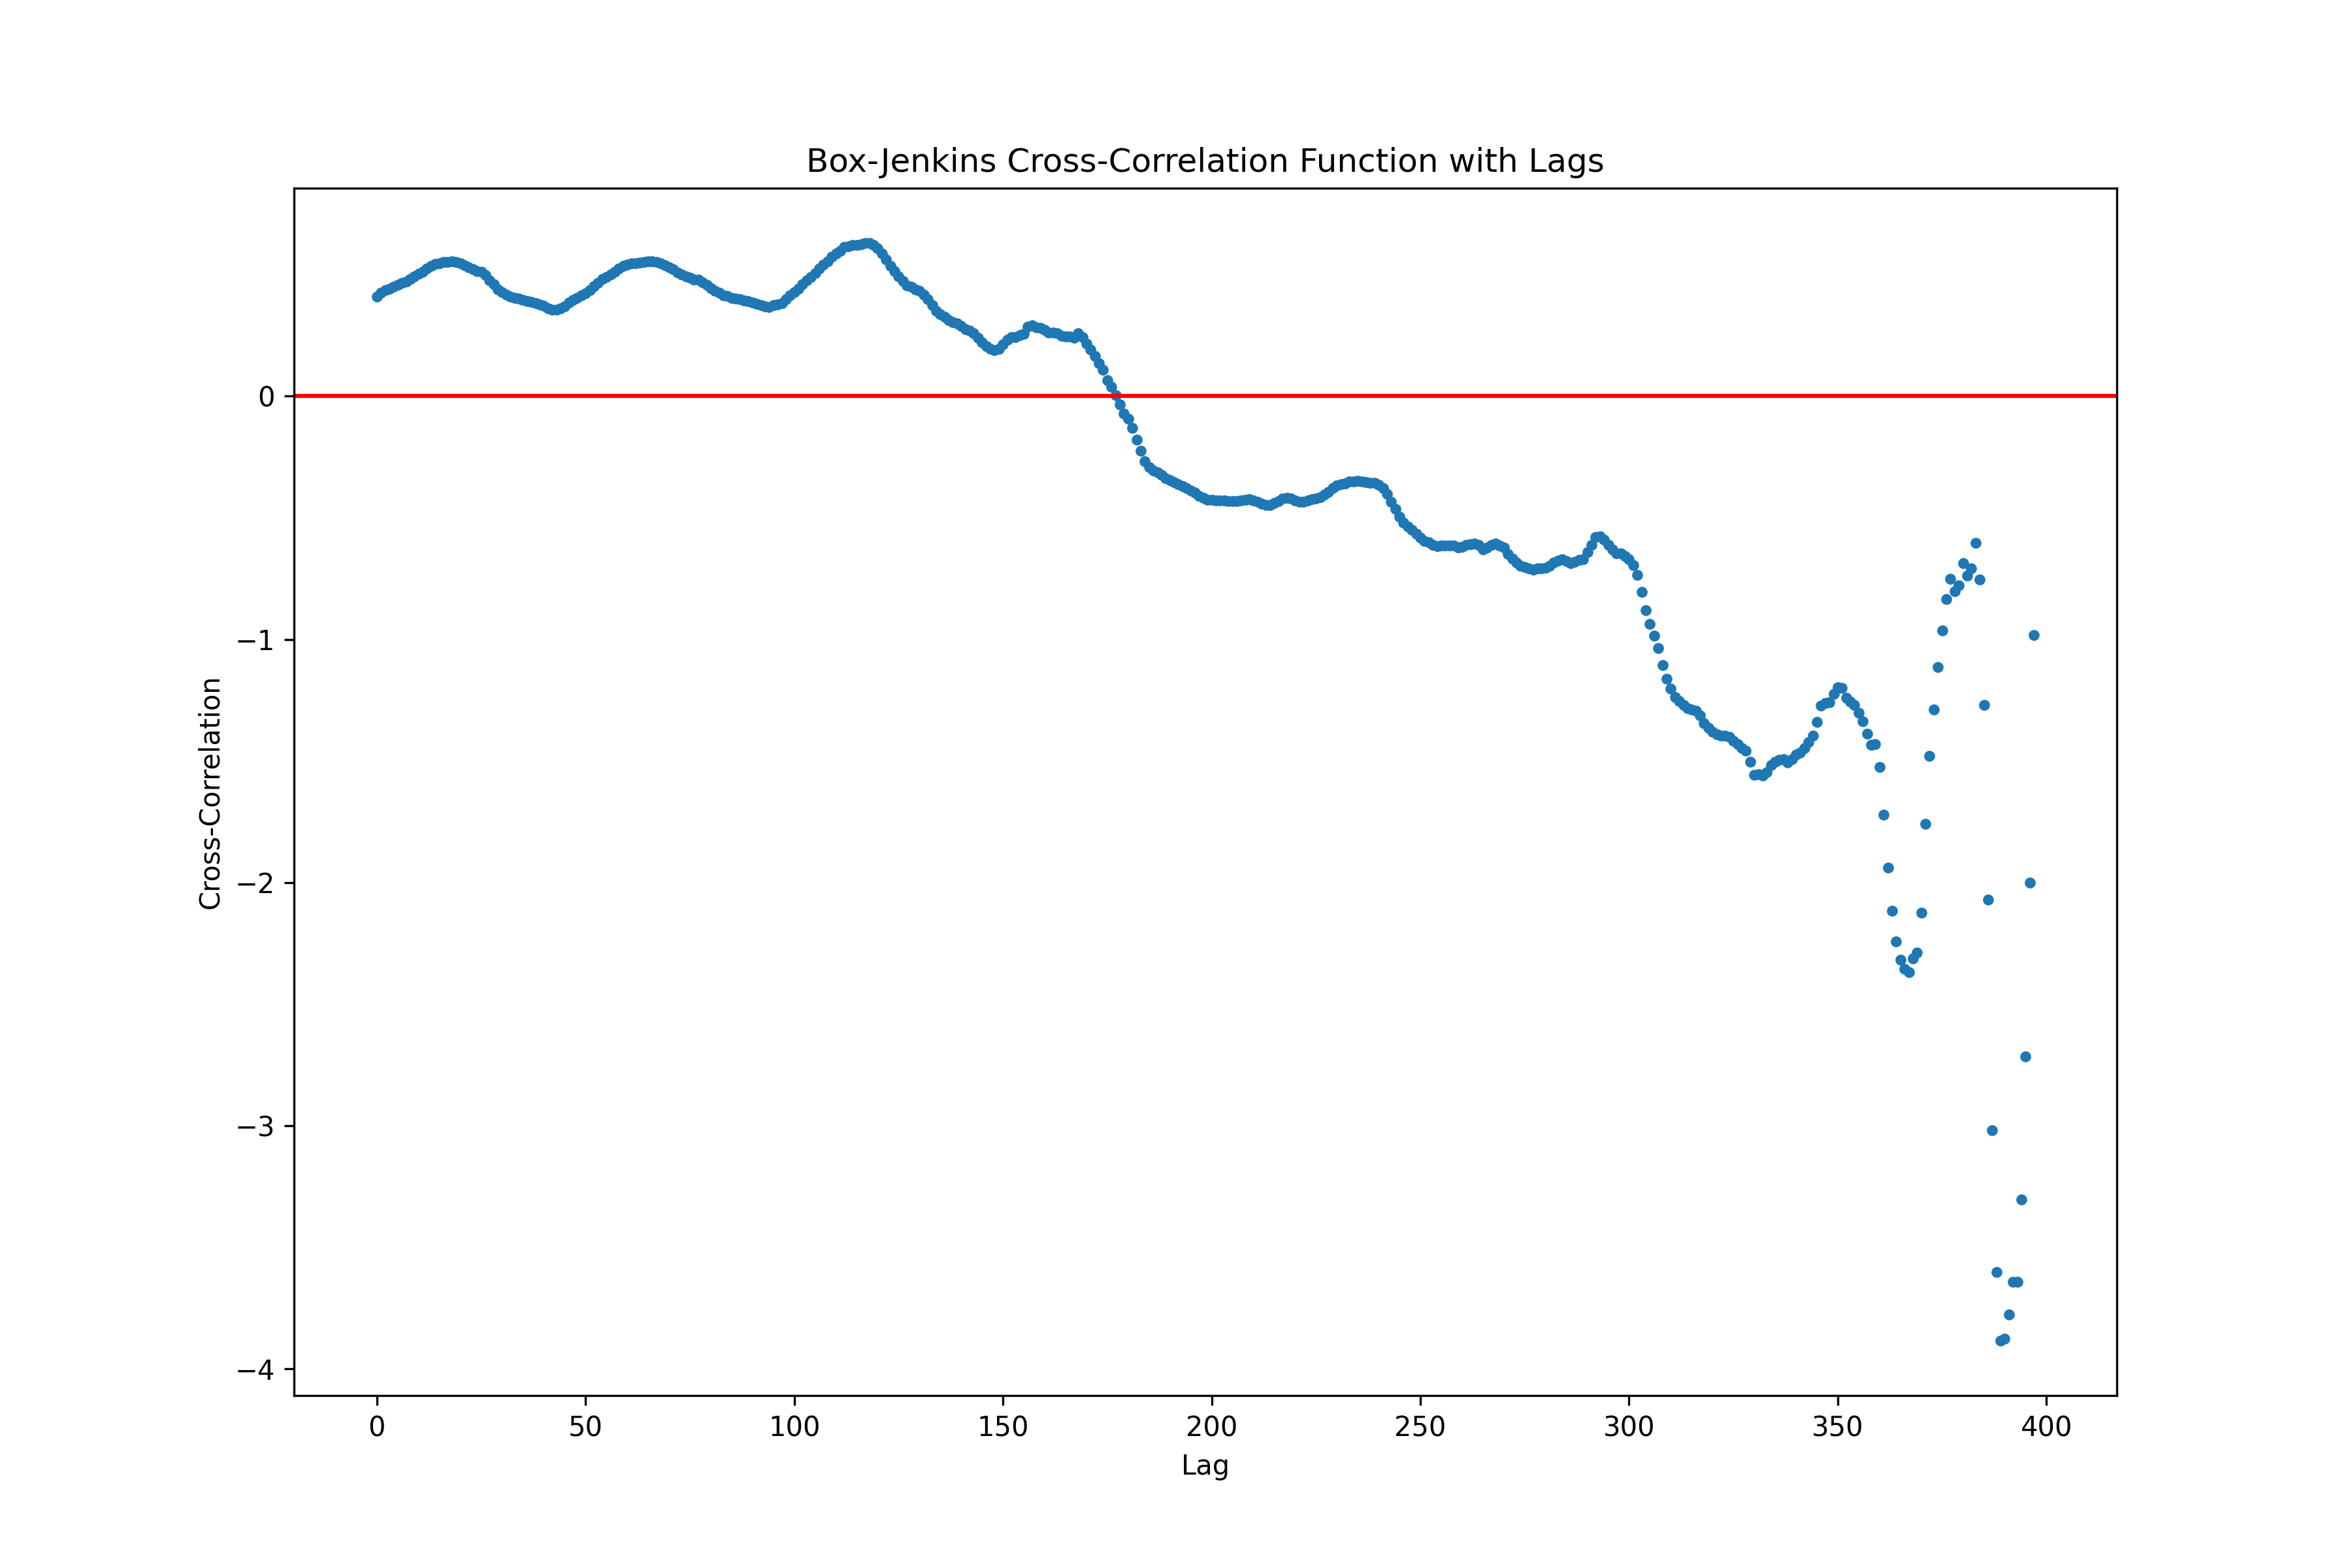 Box-Jenkins Cross-Correlation Function with Lags
0
−1
−2
−3
−4
Cross-Correlation
0 50 100 150 200 250 300 350 400
Lag